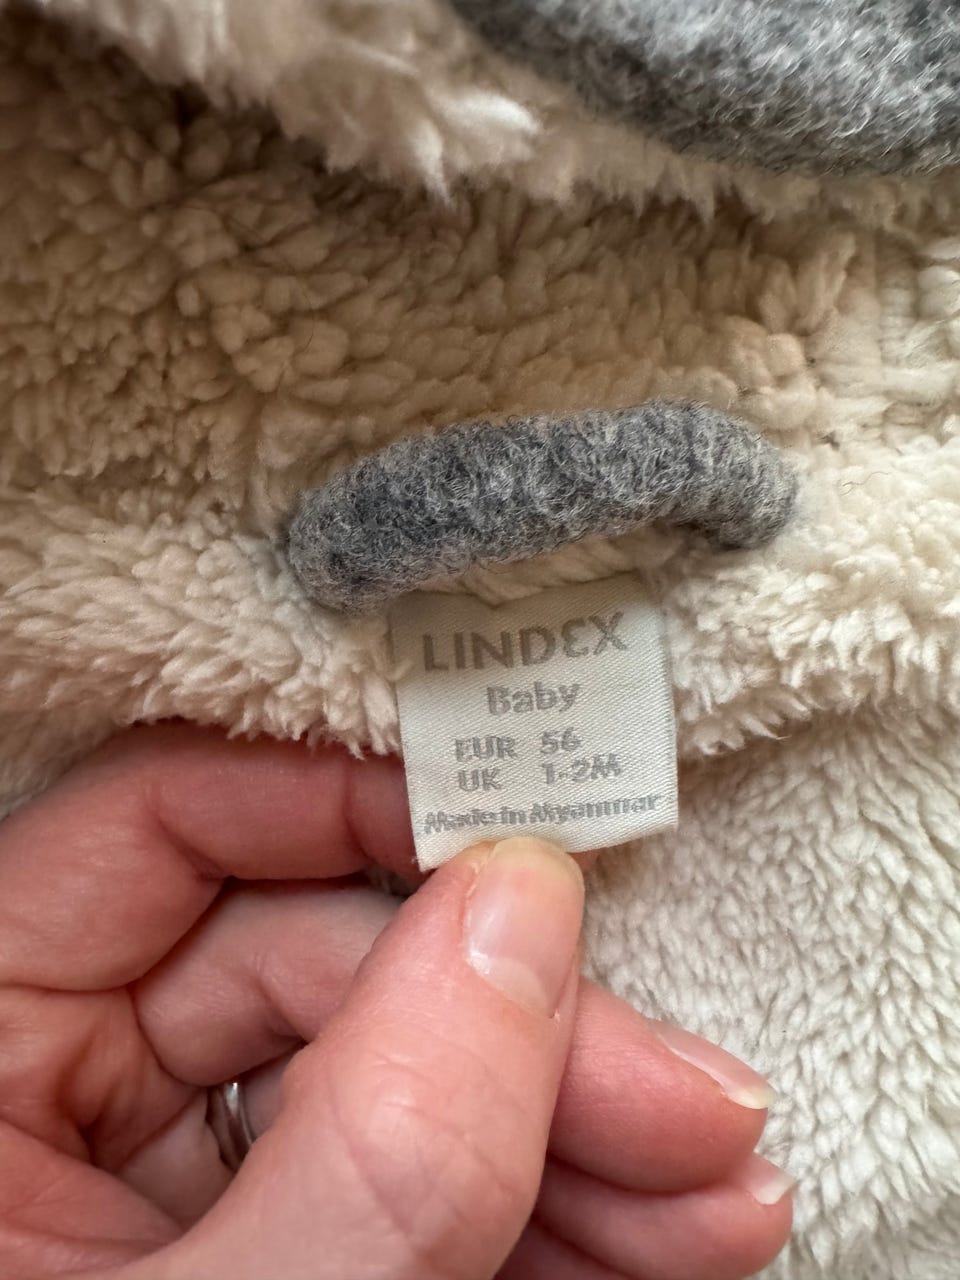 LINDEX
Baby
EUR 56
UK 1-2M
Made in Myanmar